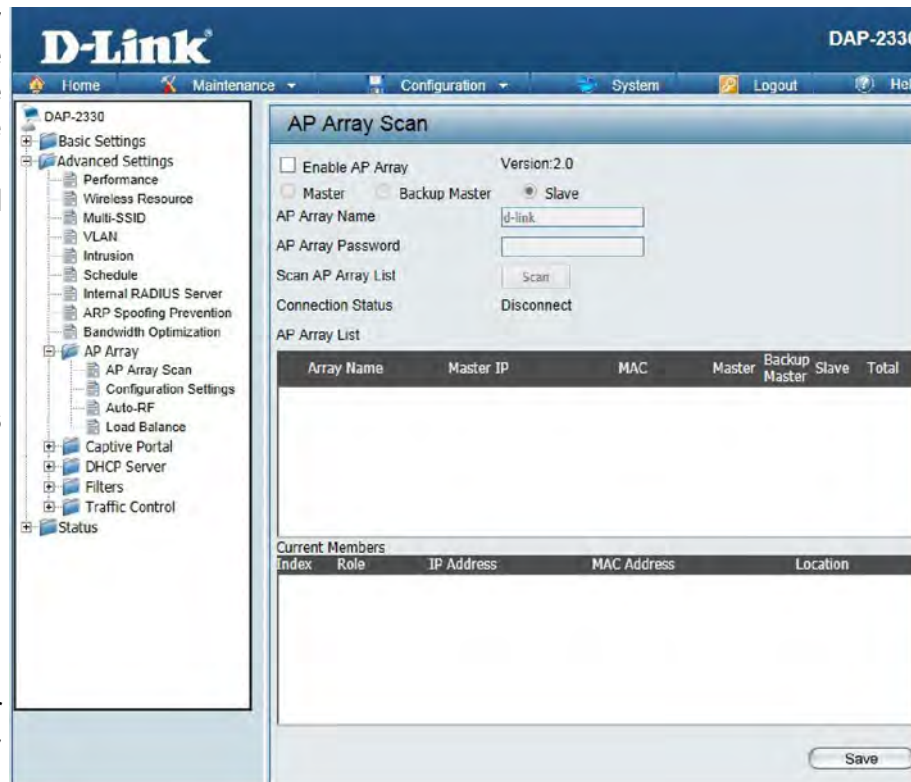 D-Link
DAP-2330
Home
Maintenance
Configuration
System
Logout
Hel
DAP-2330
Basic Settings
Advanced Settings
Performance
Wireless Resource
Multi-SSID
VLAN
Intrusion
Schedule
Internal RADIUS Server
ARP Spoofing Prevention
Bandwidth Optimization
AP Array
AP Array Scan
Configuration Settings
Auto-RF
Load Balance
Captive Portal
DHCP Server
Filters
Traffic Control
Status
AP Array Scan
Enable AP Array Version:2.0
Master Backup Master Slave
AP Array Name d-link
AP Array Password
Scan AP Array List Scan
Connection Status Disconnect
AP Array List
Array Name Master IP MAC Master Backup Master Slave Total
Current Members
Index Role IP Address MAC Address Location
Save